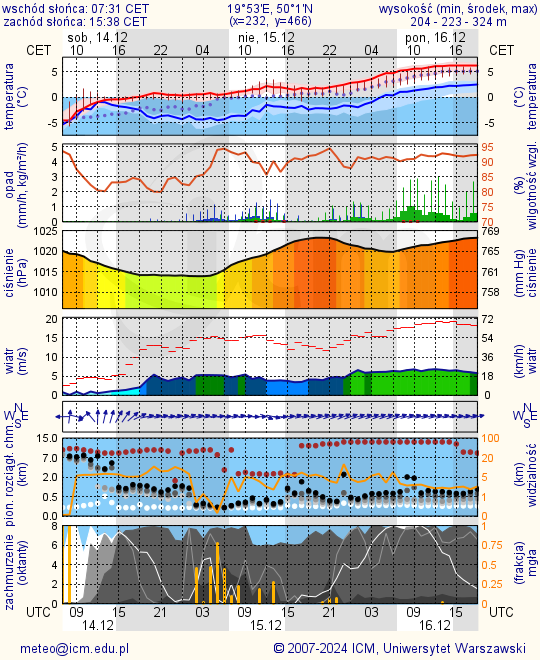 wschód słońca: 07:31 CET 19°53'E, 50°1'N wysokość (min, środek, max)
zachód słońca: 15:38 CET (x=232, y=466) 204 - 223 - 324 m
sob, 14.12 nie, 15.12 pon, 16.12
CET 10 16 22 04 10 16 22 04 10 16 CET
temperatura (°C)
5
0
-5
5
0
-5
temperatura (°C)
opad (mm/h, kg/m²/h)
5
4
3
2
1
0
95
90
85
80
75
70
wilgotność wzgl. (%)
ciśnienie (hPa)
1025
1020
1015
1010
769
765
761
758
ciśnienie (mm Hg)
wiatr (m/s)
20
15
10
5
0
72
54
36
18
0
wiatr (km/h)
N
W E
S
N
W E
S
pion. rozciągł. chm. (km)
15.0
7.0
2.0
0.5
0.0
100
20
5
1
0
widzialność (km)
zachmurzenie (oktanty)
8
6
4
2
0
1
0.75
0.5
0.25
0
mgła (frakcja)
UTC 09 15 21 03 09 15 21 03 09 15 UTC
14.12 15.12 16.12
meteo@icm.edu.pl © 2007-2024 ICM, Uniwersytet Warszawski